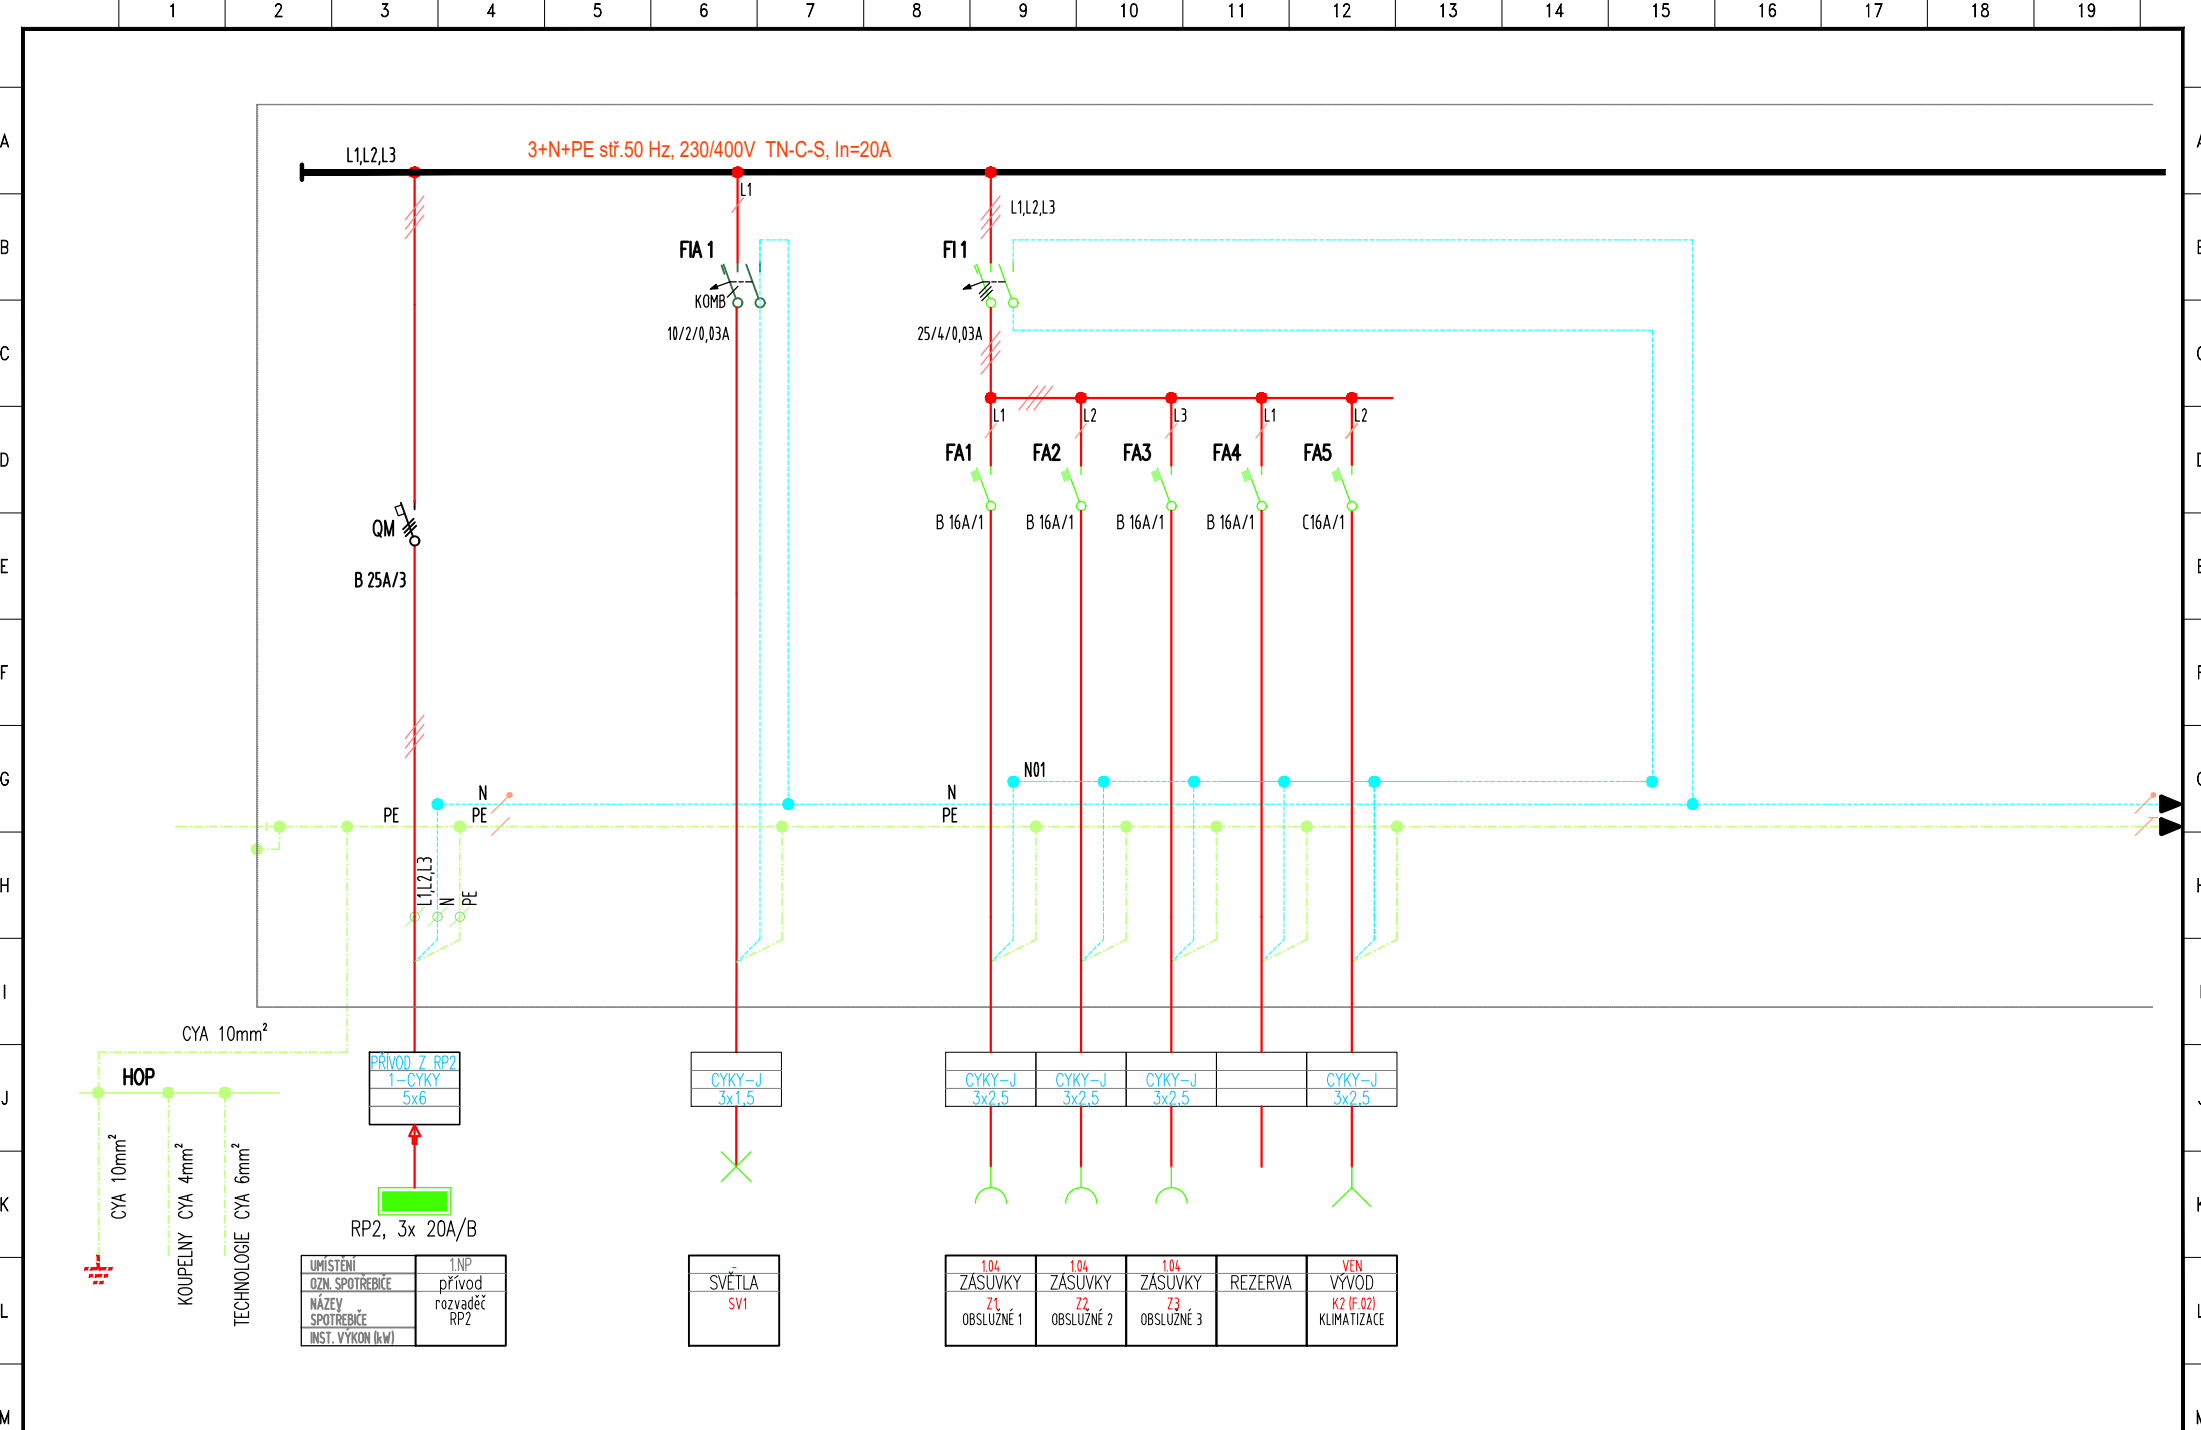 1 2 3 4 5 6 7 8 9 10 11 12 13 14 15 16 17 18 19
A
B
C
D
E
F
G
H
I
J
K
L
M
L1,L2,L3
3+N+PE stř.50 Hz, 230/400V TN-C-S, In=20A
L1
L1,L2,L3
FIA 1
KOMB
10/2/0,03A
FI 1
25/4/0,03A
L1 L2 L3 L1 L2
FA1 FA2 FA3 FA4 FA5
B 16A/1 B 16A/1 B 16A/1 B 16A/1 C16A/1
QM
B 25A/3
N01
N
PE PE
N
PE
L1,L2,L3
N
PE
CYA 10mm²
HOP
CYA 10mm²
KOUPELNY CYA 4mm²
TECHNOLOGIE CYA 6mm²
PŘÍVOD Z RP2
1-CYKY
5x6
CYKY-J
3x1,5
CYKY-J
3x2,5
CYKY-J
3x2,5
CYKY-J
3x2,5
CYKY-J
3x2,5
RP2, 3x 20A/B
UMÍSTĚNÍ 1.NP
OZN. SPOTŘEBIČE přívod
NÁZEV
SPOTŘEBIČE
rozvaděč
RP2
INST. VÝKON (kW)
-
SVĚTLA
SV1
1.04
ZÁSUVKY
Z1
OBSLUŽNÉ 1
1.04
ZÁSUVKY
Z2
OBSLUŽNÉ 2
1.04
ZÁSUVKY
Z3
OBSLUŽNÉ 3
REZERVA
VEN
VÝVOD
K2 (F.02)
KLIMATIZACE